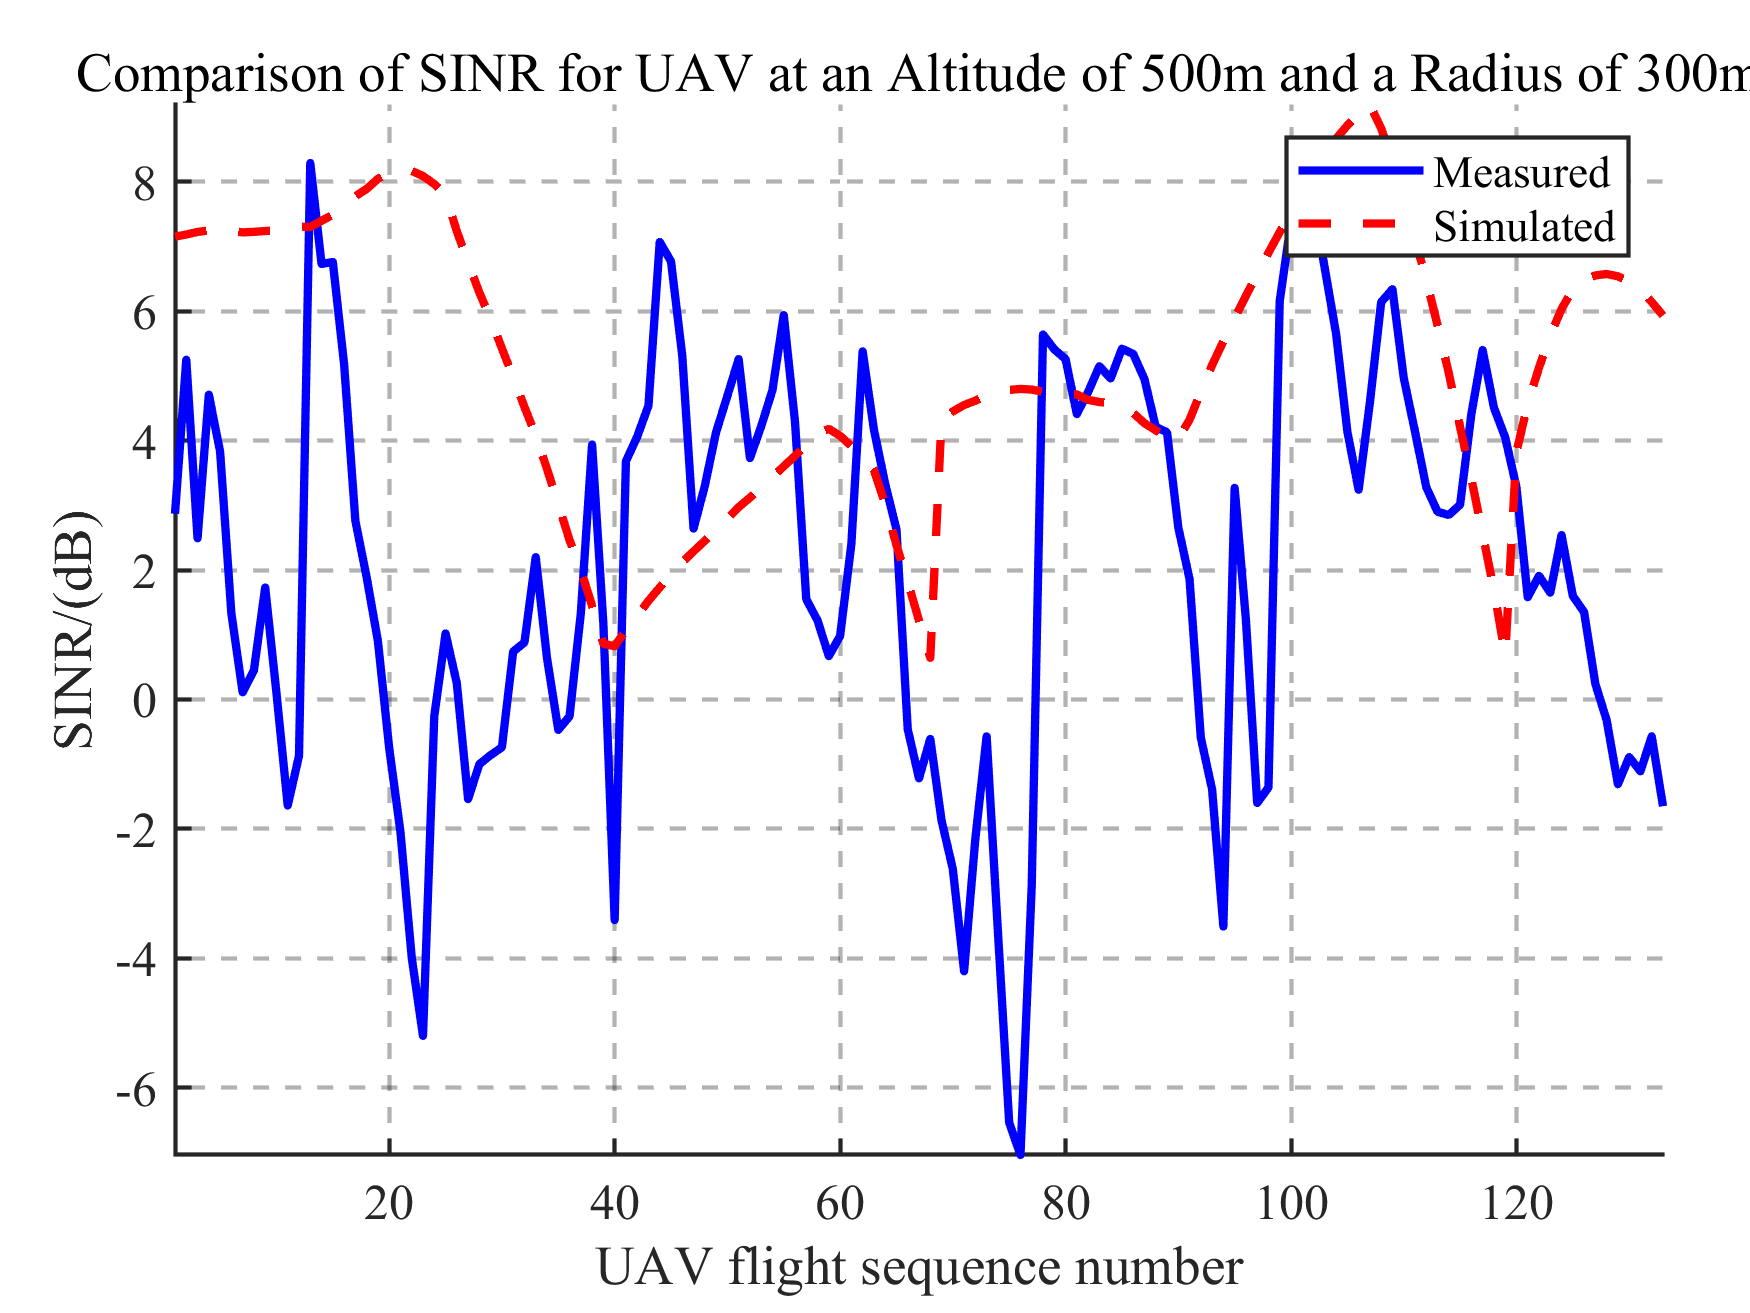 Comparison of SINR for UAV at an Altitude of 500m and a Radius of 300m
Measured
Simulated
8
6
4
2
0
-2
-4
-6
SINR/(dB)
20 40 60 80 100 120
UAV flight sequence number